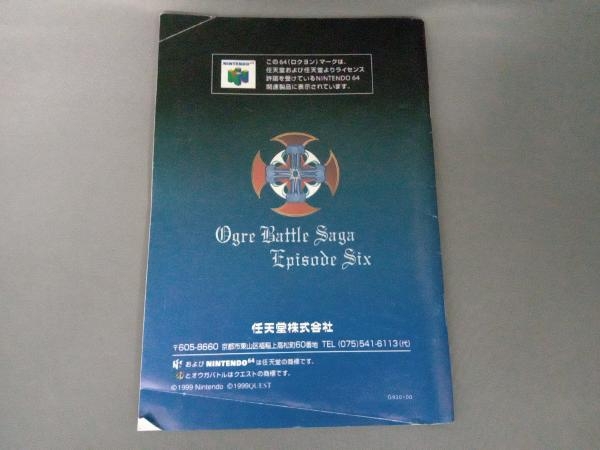 NINTENDO64
この64(ロクヨン)マークは、
任天堂および任天堂よりライセンス
許諾を受けているNINTENDO 64
関連製品に表示されています。
Ogre Battle Saga
Episode Six
任天堂株式会社
〒605-8660 京都市東山区福稲上高松町60番地 TEL (075)541-6113(代)
および NINTENDO64 は任天堂の商標です。
とオウガバトルはクエストの商標です。
©1999 Nintendo ©1999QUEST